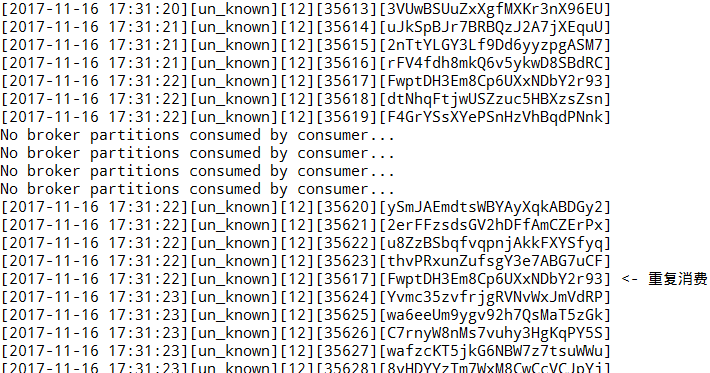 [2017-11-16 17:31:20][un_known][12][35613][3VUwBSUuZxXgfMXKr3nX96EU]
[2017-11-16 17:31:21][un_known][12][35614][uJkSpBJr7BRBQzJ2A7jXEquU]
[2017-11-16 17:31:21][un_known][12][35615][2nTtYLGY3Lf9Dd6yyzpgASM7]
[2017-11-16 17:31:21][un_known][12][35616][rFV4fdh8mkQ6v5ykwD8SBdRC]
[2017-11-16 17:31:22][un_known][12][35617][FwptDH3Em8Cp6UXxNDbY2r93]
[2017-11-16 17:31:22][un_known][12][35618][dtNhqFtjwUSZzuc5HBXzsZsn]
[2017-11-16 17:31:22][un_known][12][35619][F4GrYSsXYePSnHzVhBqdPNnk]
No broker partitions consumed by consumer...
No broker partitions consumed by consumer...
No broker partitions consumed by consumer...
No broker partitions consumed by consumer...
[2017-11-16 17:31:22][un_known][12][35620][ySmJAEmdtsWBYAyXqkABDGy2]
[2017-11-16 17:31:22][un_known][12][35621][2erFFzsdsGV2hDFfAmCZErPx]
[2017-11-16 17:31:22][un_known][12][35622][u8ZzBSbqfvqpnjAkkFXYSfyq]
[2017-11-16 17:31:22][un_known][12][35623][thvPRxunZufsgY3e7ABG7uCF]
[2017-11-16 17:31:22][un_known][12][35617][FwptDH3Em8Cp6UXxNDbY2r93] <- 重复消费
[2017-11-16 17:31:23][un_known][12][35624][Yvmc35zvfrjgRVNvWxJmVdRP]
[2017-11-16 17:31:23][un_known][12][35625][wa6eeUm9ygv92h7QsMaT5zGk]
[2017-11-16 17:31:23][un_known][12][35626][C7rnyW8nMs7vuhy3HgKqPY5S]
[2017-11-16 17:31:23][un_known][12][35627][wafzcKT5jkG6NBW7z7tsuWWu]
[2017-11-16 17:31:23][un_known][12][35628][8vHDYYzTm7WxM8CwCcVCJpYj]